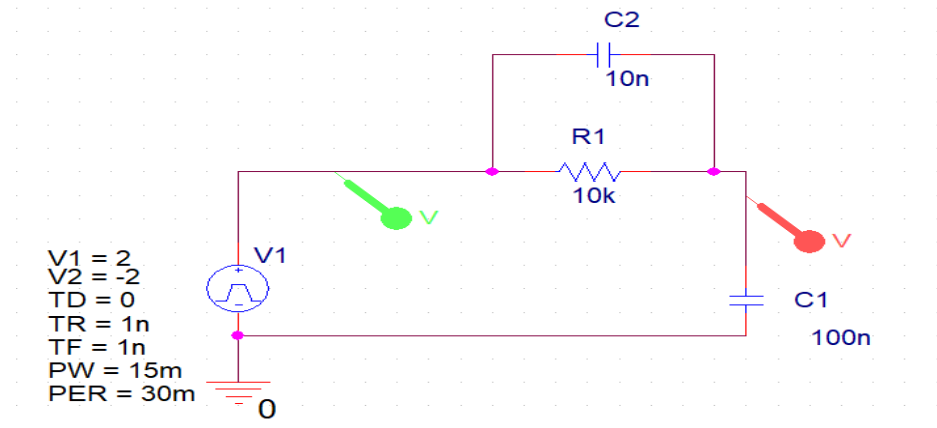 C2
10n
R1
10k
V
V
V1
V1 = 2
V2 = -2
TD = 0
TR = 1n
TF = 1n
PW = 15m
PER = 30m
C1
100n
0